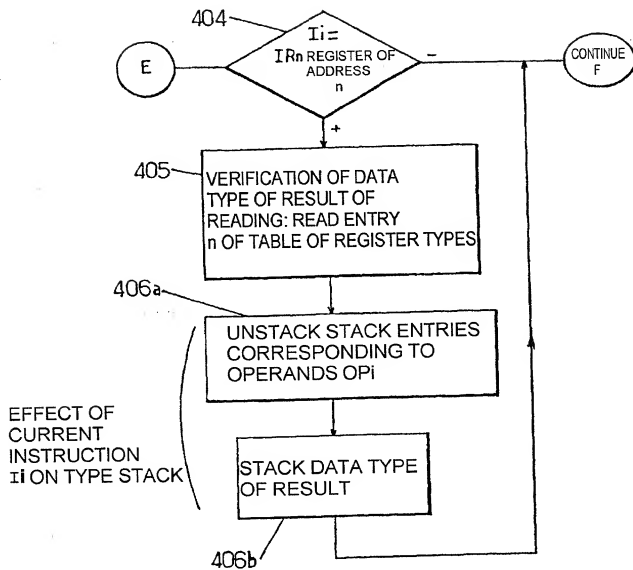 404
Ii=
IRn REGISTER OF
ADDRESS
n
E
-
CONTINUE
F
+
405
VERIFICATION OF DATA
TYPE OF RESULT OF
READING: READ ENTRY
n OF TABLE OF REGISTER TYPES
406a
UNSTACK STACK ENTRIES
CORRESPONDING TO
OPERANDS OPi
EFFECT OF
CURRENT
INSTRUCTION
Ii ON TYPE STACK
STACK DATA TYPE
OF RESULT
406b